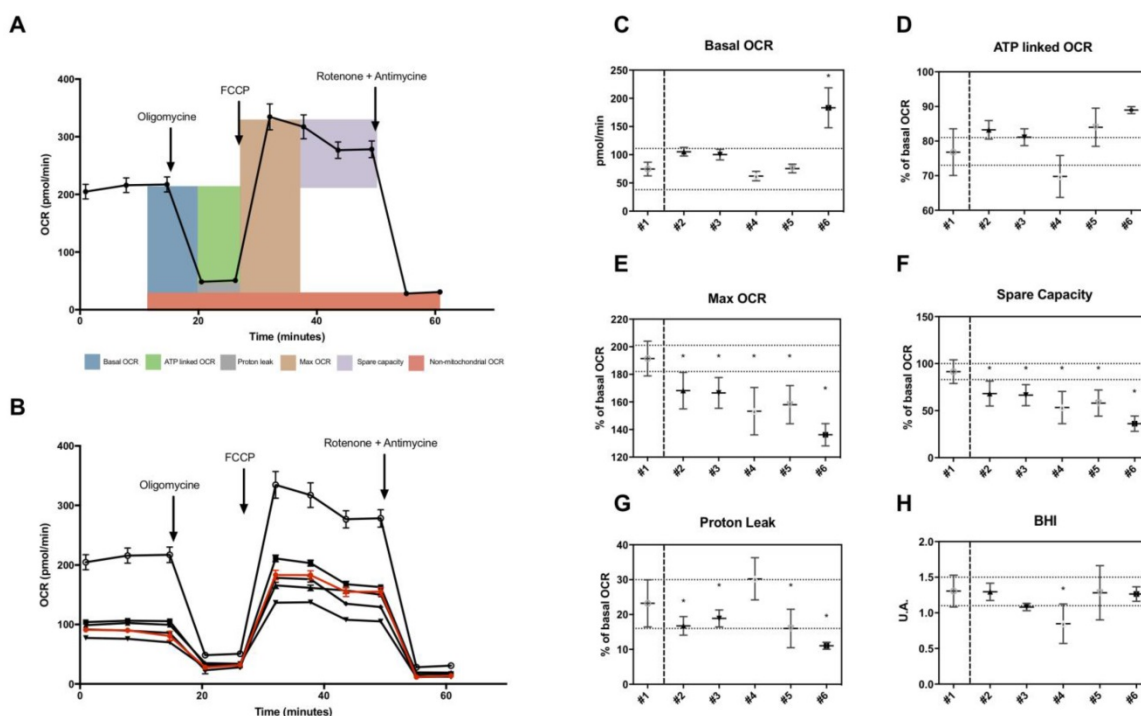 A
400
300
200
100
0
OCR (pmol/min)
Oligomycine
FCCP
Rotenone + Antimycine
0 20 40 60
Time (minutes)
Basal OCR ATP linked OCR Proton leak Max OCR Spare capacity Non-mitochondrial OCR
B
400
300
200
100
0
OCR (pmol/min)
Oligomycine
FCCP
Rotenone + Antimycine
0 20 40 60
Time (minutes)
C
Basal OCR
250
200
150
100
50
0
pmol/min
*
#1 #2 #3 #4 #5 #6
D
ATP linked OCR
100
90
80
70
60
% of basal OCR
#1 #2 #3 #4 #5 #6
E
Max OCR
220
200
180
160
140
120
% of basal OCR
* * * *
*
#1 #2 #3 #4 #5 #6
F
Spare Capacity
150
100
50
0
% of basal OCR
* * * *
*
#1 #2 #3 #4 #5 #6
G
Proton Leak
40
30
20
10
0
% of basal OCR
* * * *
#1 #2 #3 #4 #5 #6
*
H
BHI
2.0
1.5
1.0
0.5
0.0
U.A.
*
#1 #2 #3 #4 #5 #6